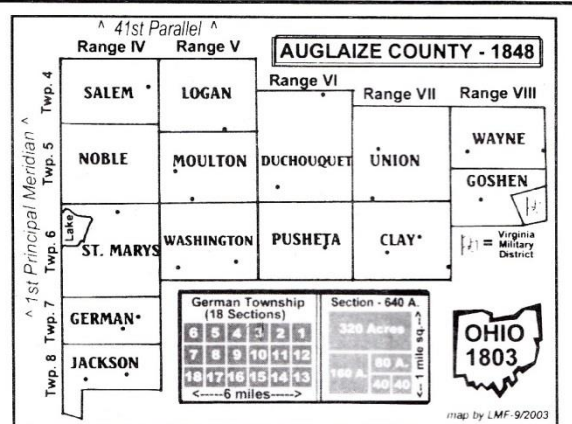 ^ 41st Parallel ^
Range IV Range V
AUGLAIZE COUNTY - 1848
Range VI Range VII Range VIII
^ 1st Principal Meridian ^
Twp. 4
Twp. 5
Twp. 6
Twp. 7
Twp. 8
SALEM LOGAN
WAYNE
NOBLE MOULTON DUCHOUQUET UNION
GOSHEN
Lake
ST. MARYS WASHINGTON PUSHETA CLAY
= Virginia
Military
District
GERMAN
JACKSON
German Township
(18 Sections)
6 5 4 3 2 1
7 8 9 10 11 12
18 17 16 15 14 13
<-----6 miles----->
Section - 640 A.
320 Acres
160 A. 80 A.
40 40
<-- 1 mile sq.-->
OHIO
1803
map by LMF-9/2003